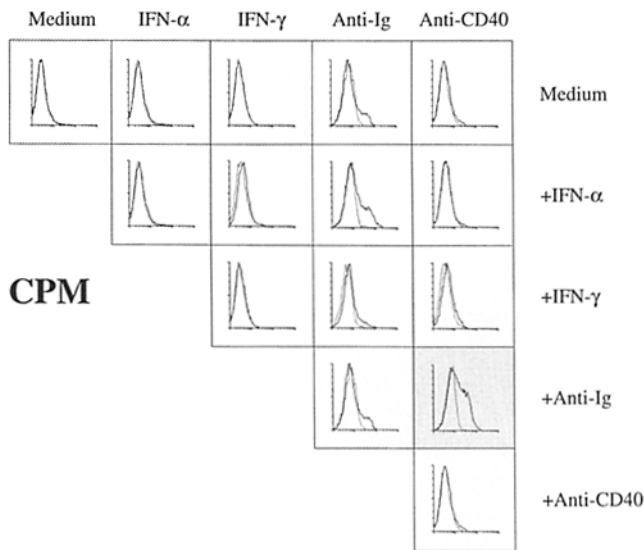 Medium IFN-α IFN-γ Anti-Ig Anti-CD40
Medium
+IFN-α
CPM
+IFN-γ
+Anti-Ig
+Anti-CD40